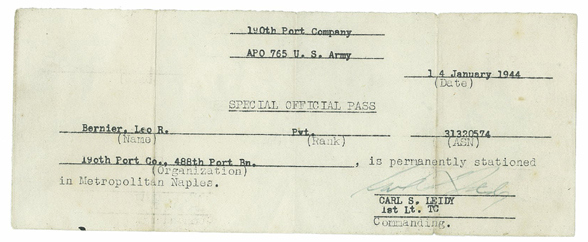 190th Port Company
APO 765 U. S. Army
14 January 1944
(Date)
SPECIAL OFFICIAL PASS
Bernier, Leo R. Pvt. 31320574
(Name) (Rank) (ASN)
190th Port Co., 488th Port Bn. , is permanently stationed
(Organization)
in Metropolitan Naples.
Carl S. Leidy
CARL S. LEIDY
1st Lt. TC
Commanding.